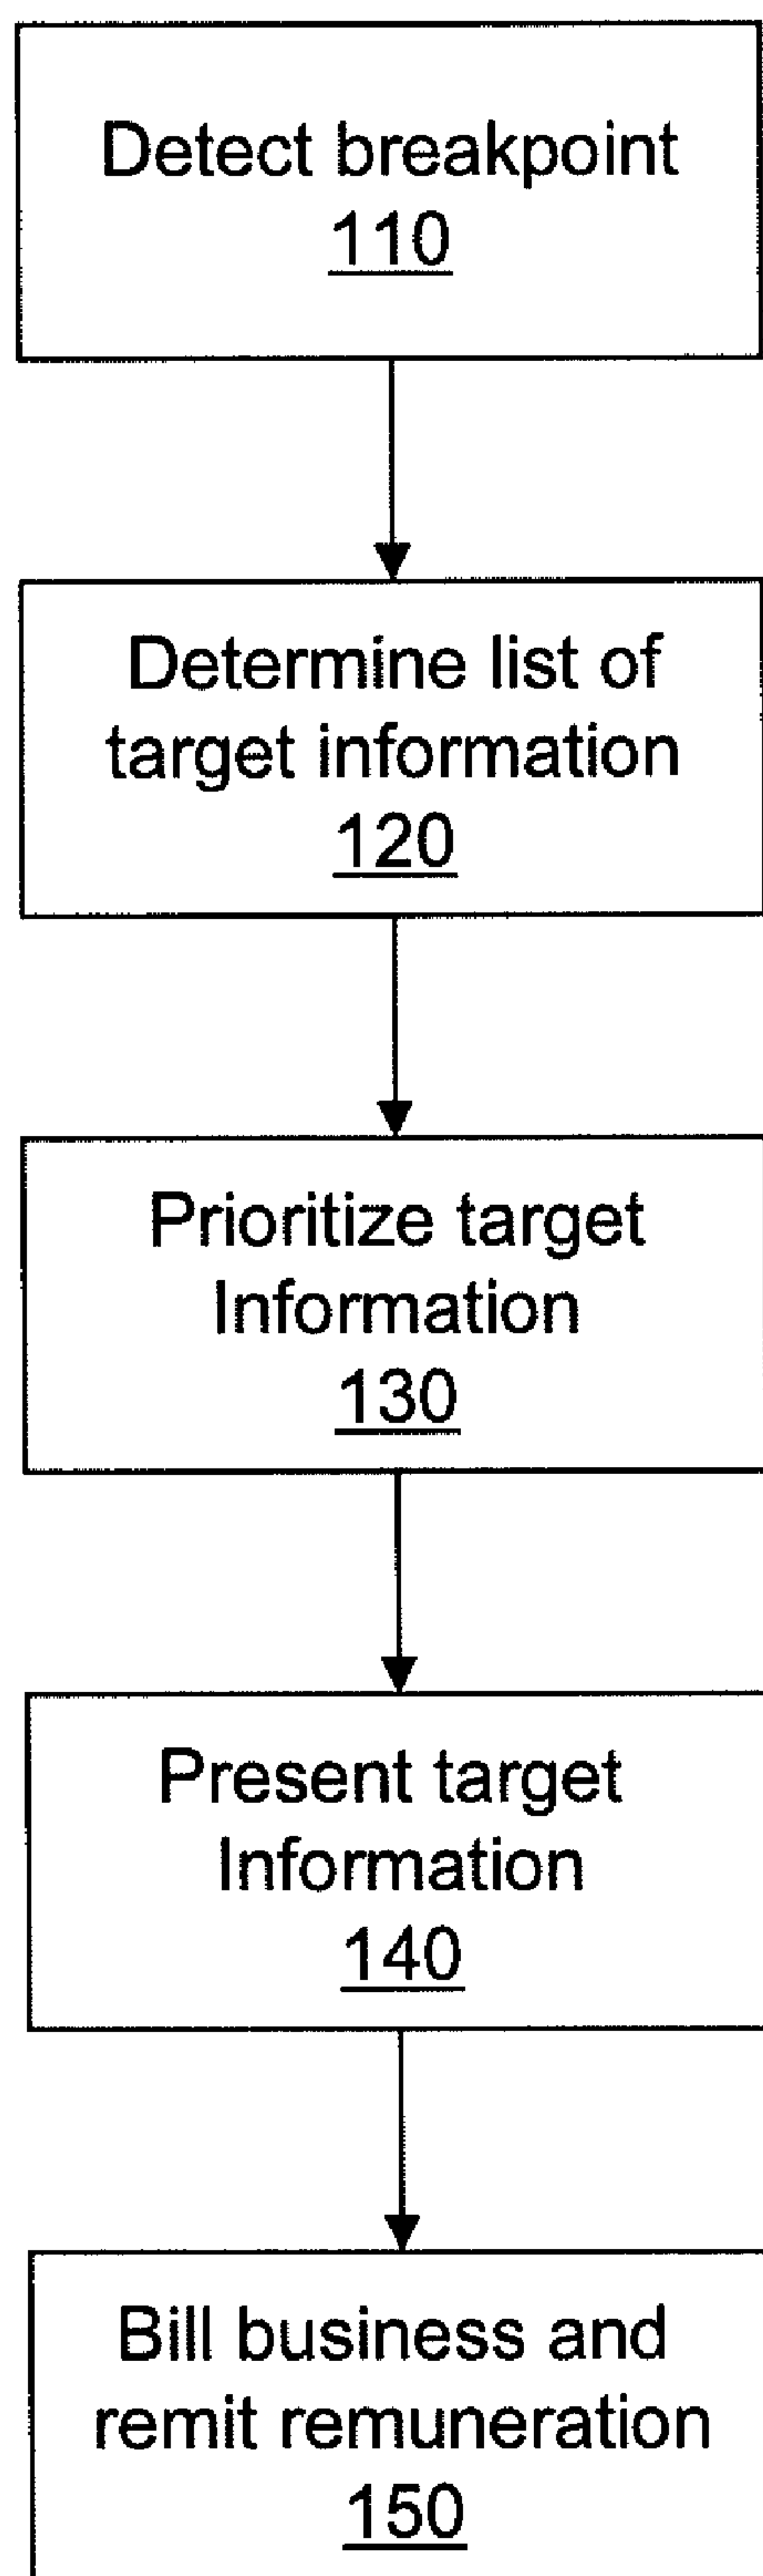 Detect breakpoint
110
Determine list of
target information
120
Prioritize target
Information
130
Present target
Information
140
Bill business and
remit remuneration
150